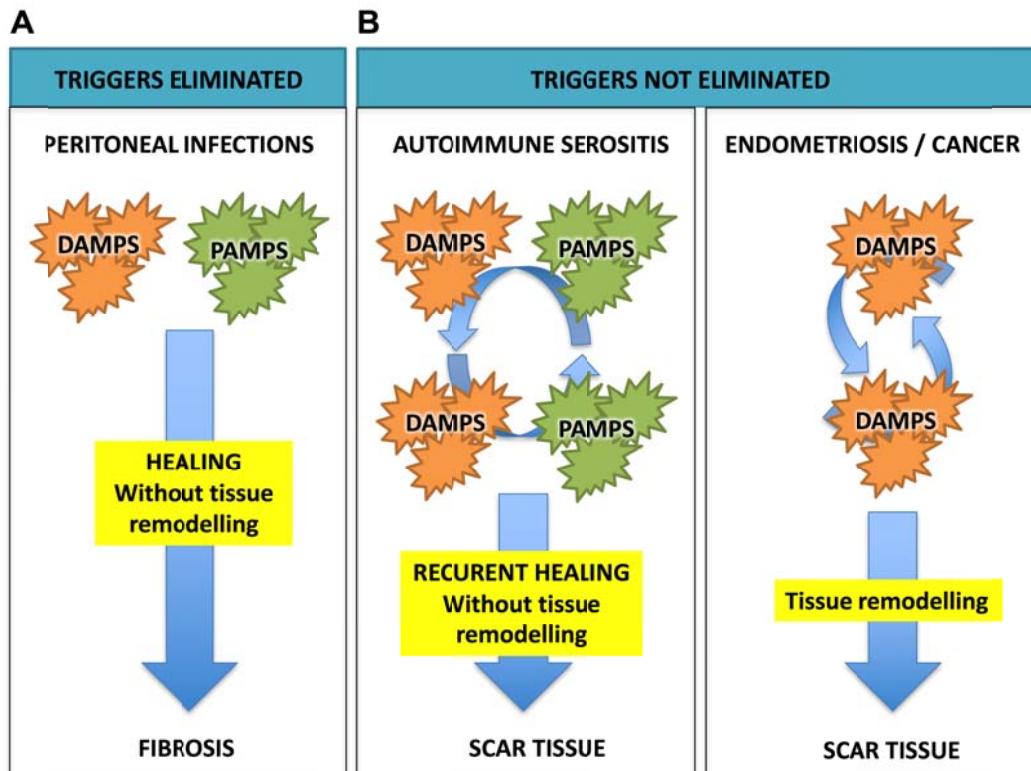 A
B
TRIGGERS ELIMINATED
TRIGGERS NOT ELIMINATED
PERITONEAL INFECTIONS
AUTOIMMUNE SEROSITIS
ENDOMETRIOSIS / CANCER
DAMPS
PAMPS
DAMPS
PAMPS
DAMPS
DAMPS
PAMPS
DAMPS
HEALING
Without tissue
remodelling
RECURENT HEALING
Without tissue
remodelling
Tissue remodelling
FIBROSIS
SCAR TISSUE
SCAR TISSUE